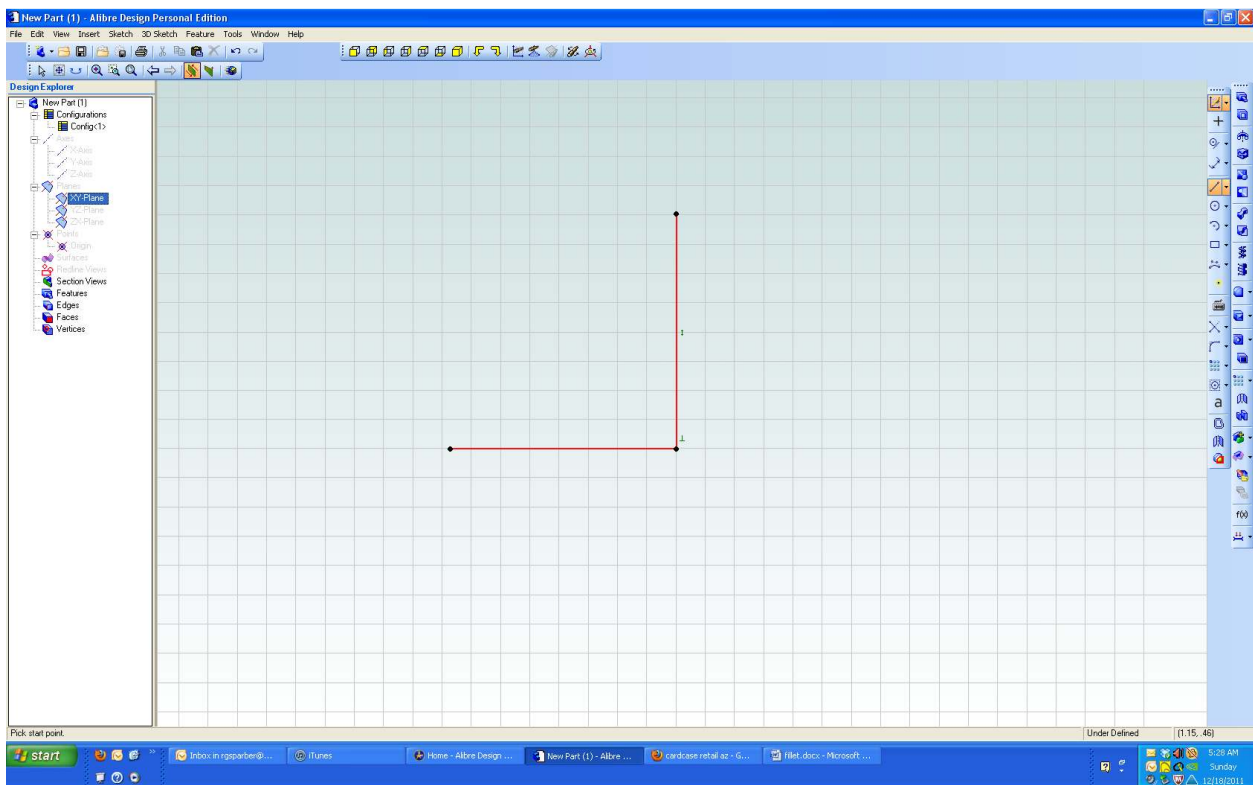 New Part (1) - Alibre Design Personal Edition
File Edit View Insert Sketch 3D Sketch Feature Tools Window Help
Design Explorer
New Part (1)
Configurations
Config<1>
Axes
X-Axis
Y-Axis
Z-Axis
Planes
XY-Plane
YZ-Plane
ZX-Plane
Points
Origin
Surfaces
Redline Views
Section Views
Features
Edges
Faces
Vertices
a
f(x)
Pick start point.
Under Defined
(1.15, .46)
start
Inbox in rgsparber@...
iTunes
Home - Alibre Design ...
New Part (1) - Alibre ...
cardcase retail az - G...
fillet.docx - Microsoft ...
5:28 AM
Sunday
12/18/2011